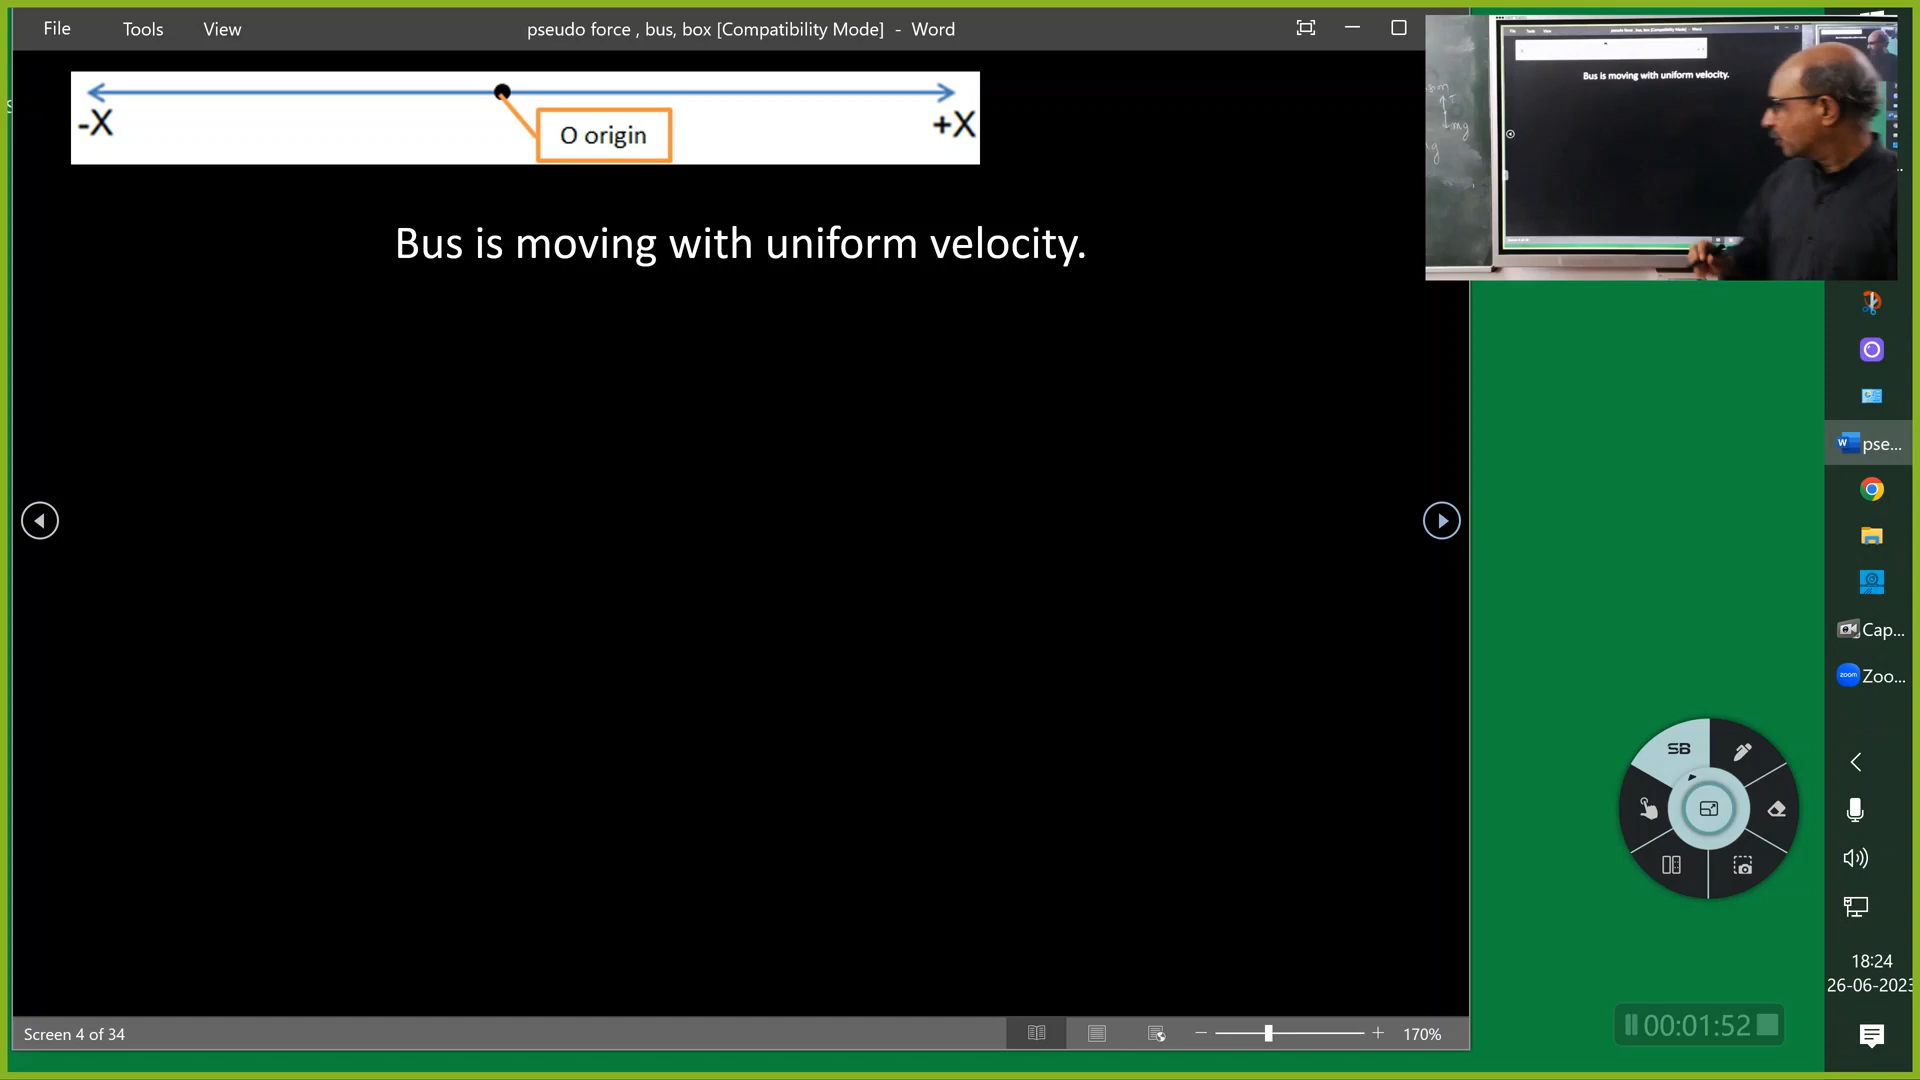 File Tools View pseudo force , bus, box [Compatibility Mode] - Word
-X +X
O origin
Bus is moving with uniform velocity.
Bus is moving with uniform velocity.
mg
W pse...
Cap...
zoom Zoo...
SB
18:24
26-06-2023
00:01:52
Screen 4 of 34 170%